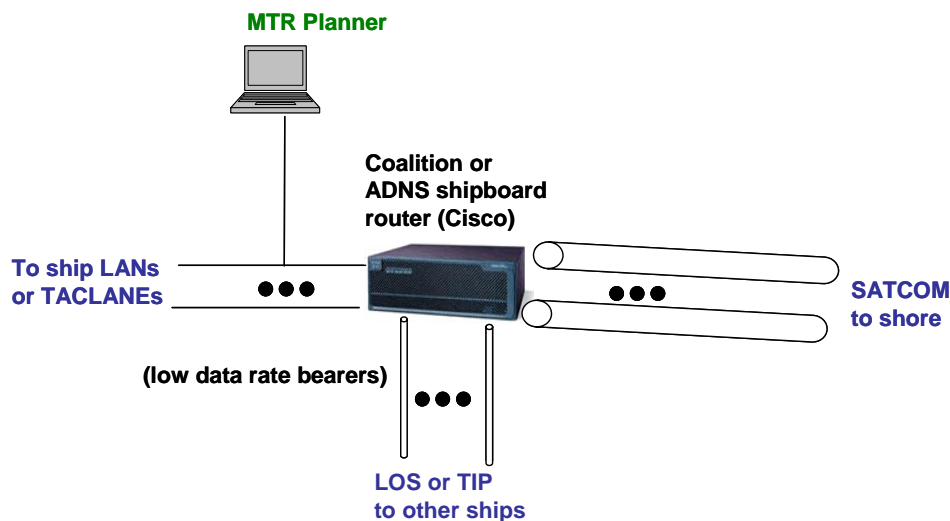 MTR Planner
Coalition or
ADNS shipboard
router (Cisco)
To ship LANs
or TACLANEs
SATCOM
to shore
(low data rate bearers)
LOS or TIP
to other ships